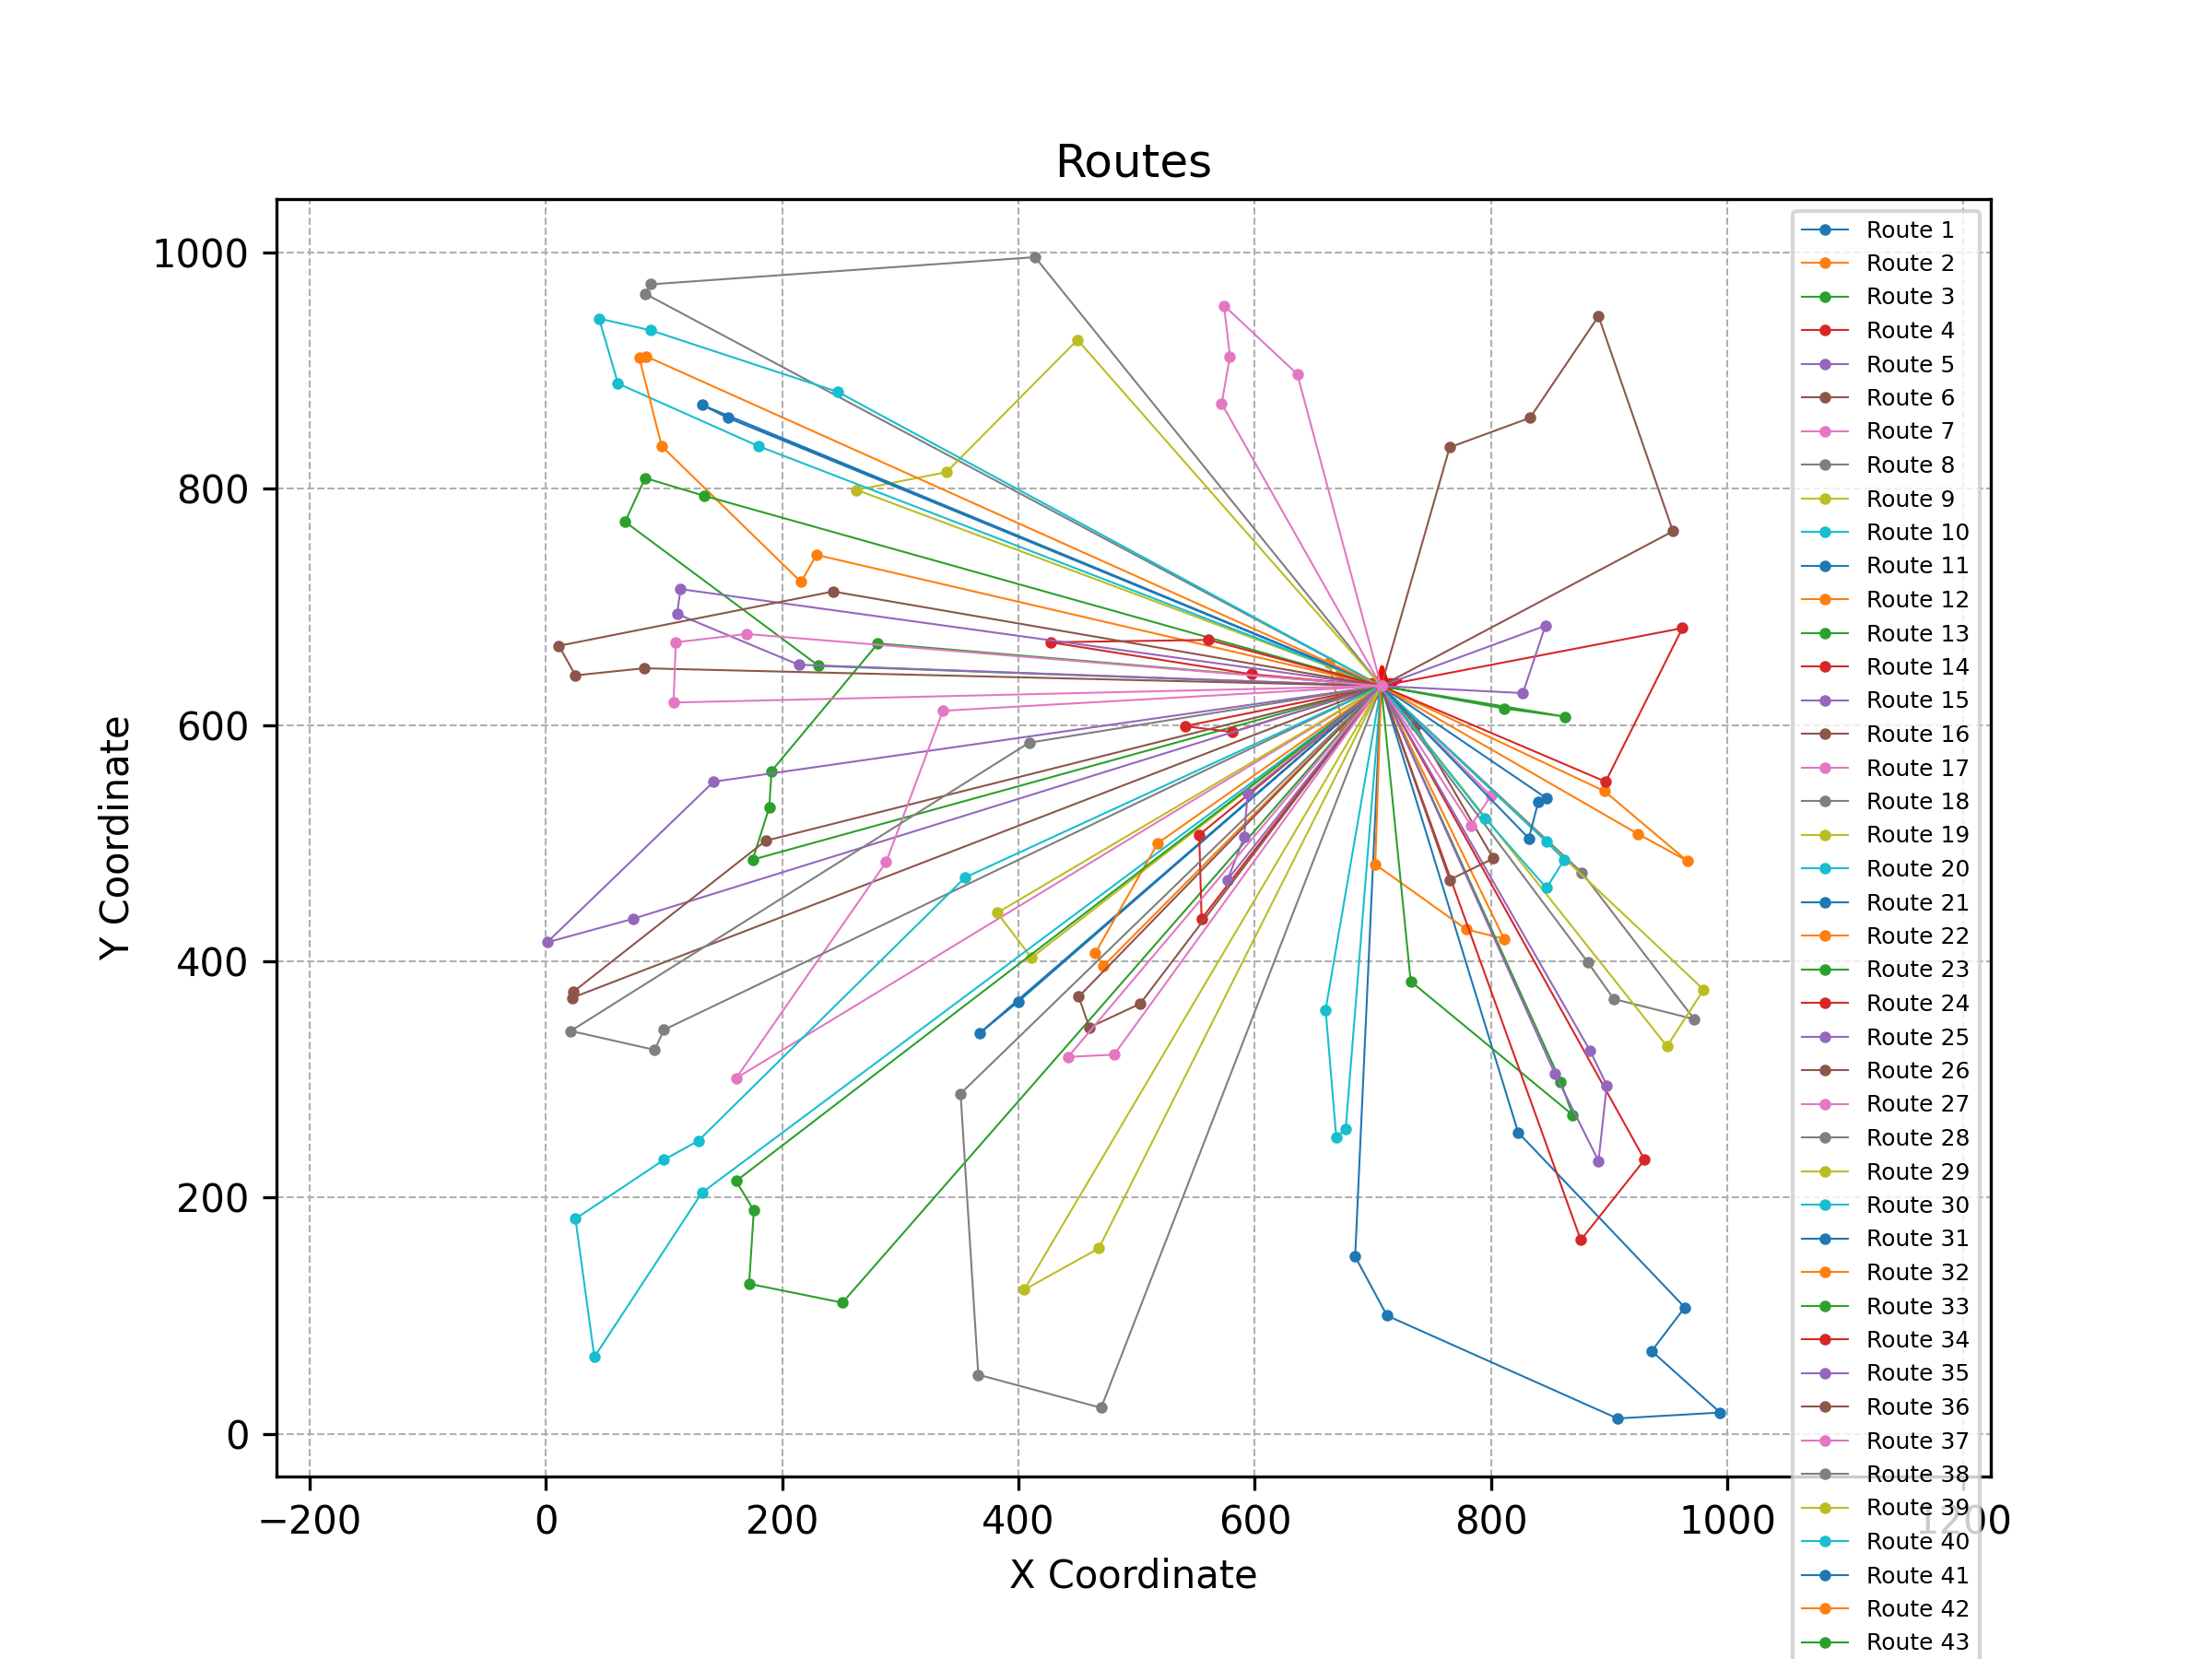 Routes
1000
800
600
400
200
0
Y Coordinate
−200
0
200
400
600
800
1000
1200
X Coordinate
Route 1
Route 2
Route 3
Route 4
Route 5
Route 6
Route 7
Route 8
Route 9
Route 10
Route 11
Route 12
Route 13
Route 14
Route 15
Route 16
Route 17
Route 18
Route 19
Route 20
Route 21
Route 22
Route 23
Route 24
Route 25
Route 26
Route 27
Route 28
Route 29
Route 30
Route 31
Route 32
Route 33
Route 34
Route 35
Route 36
Route 37
Route 38
Route 39
Route 40
Route 41
Route 42
Route 43